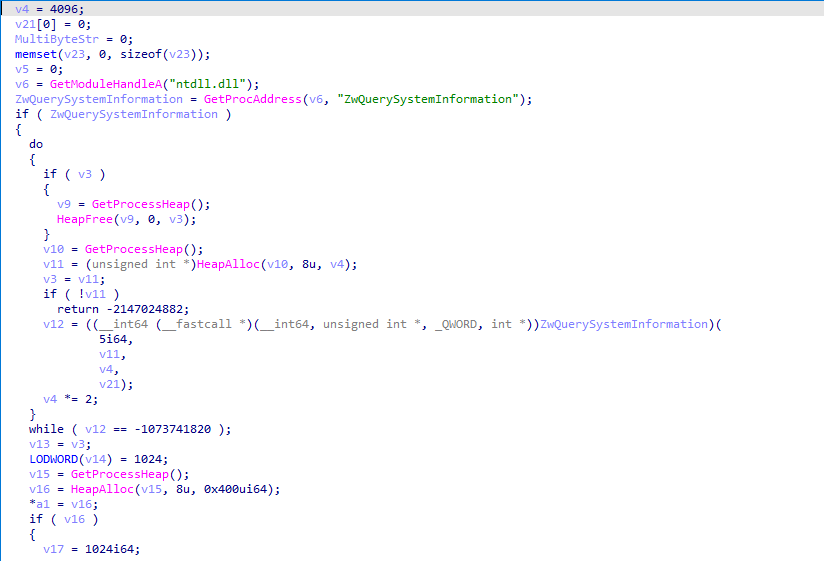 v4 = 4096;
v21[0] = 0;
MultiByteStr = 0;
memset(v23, 0, sizeof(v23));
v5 = 0;
v6 = GetModuleHandleA("ntdll.dll");
ZwQuerySystemInformation = GetProcAddress(v6, "ZwQuerySystemInformation");
if ( ZwQuerySystemInformation )
{
  do
  {
    if ( v3 )
    {
      v9 = GetProcessHeap();
      HeapFree(v9, 0, v3);
    }
    v10 = GetProcessHeap();
    v11 = (unsigned int *)HeapAlloc(v10, 8u, v4);
    v3 = v11;
    if ( !v11 )
      return -2147024882;
    v12 = ((__int64 (__fastcall *)(__int64, unsigned int *, _QWORD, int *))ZwQuerySystemInformation)(
            5i64,
            v11,
            v4,
            v21);
    v4 *= 2;
  }
  while ( v12 == -1073741820 );
  v13 = v3;
  LODWORD(v14) = 1024;
  v15 = GetProcessHeap();
  v16 = HeapAlloc(v15, 8u, 0x400ui64);
  *a1 = v16;
  if ( v16 )
  {
    v17 = 1024i64;